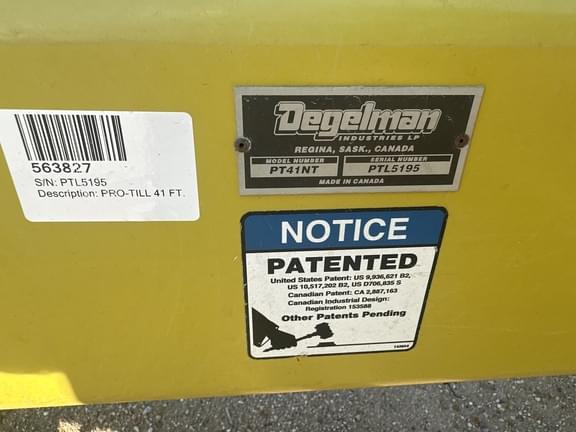 563827
S/N: PTL5195
Description: PRO-TILL 41 FT.
Degelman
INDUSTRIES LP
REGINA, SASK., CANADA
MODEL NUMBER SERIAL NUMBER
PT41NT PTL5195
MADE IN CANADA
NOTICE
PATENTED
United States Patent: US 9,936,621 B2,
US 10,517,202 B2, US D706,835 S
Canadian Patent: CA 2,887,163
Canadian Industrial Design:
Registration 153588
Other Patents Pending